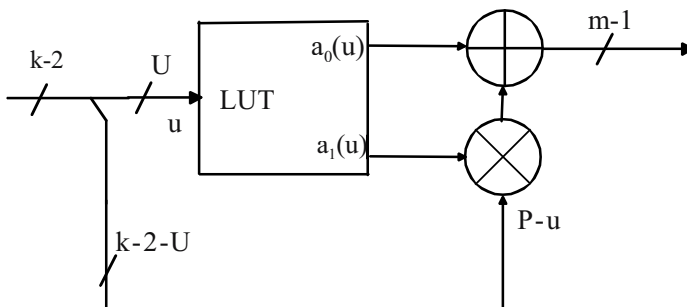 k-2
U
u
LUT
a₀(u)
a₁(u)
m-1
P-u
k-2-U